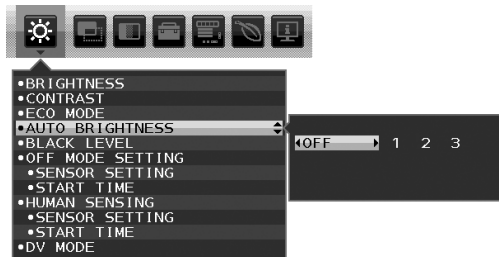 •BRIGHTNESS
•CONTRAST
•ECO MODE
•AUTO BRIGHTNESS
OFF 1 2 3
•BLACK LEVEL
•OFF MODE SETTING
•SENSOR SETTING
•START TIME
•HUMAN SENSING
•SENSOR SETTING
•START TIME
•DV MODE